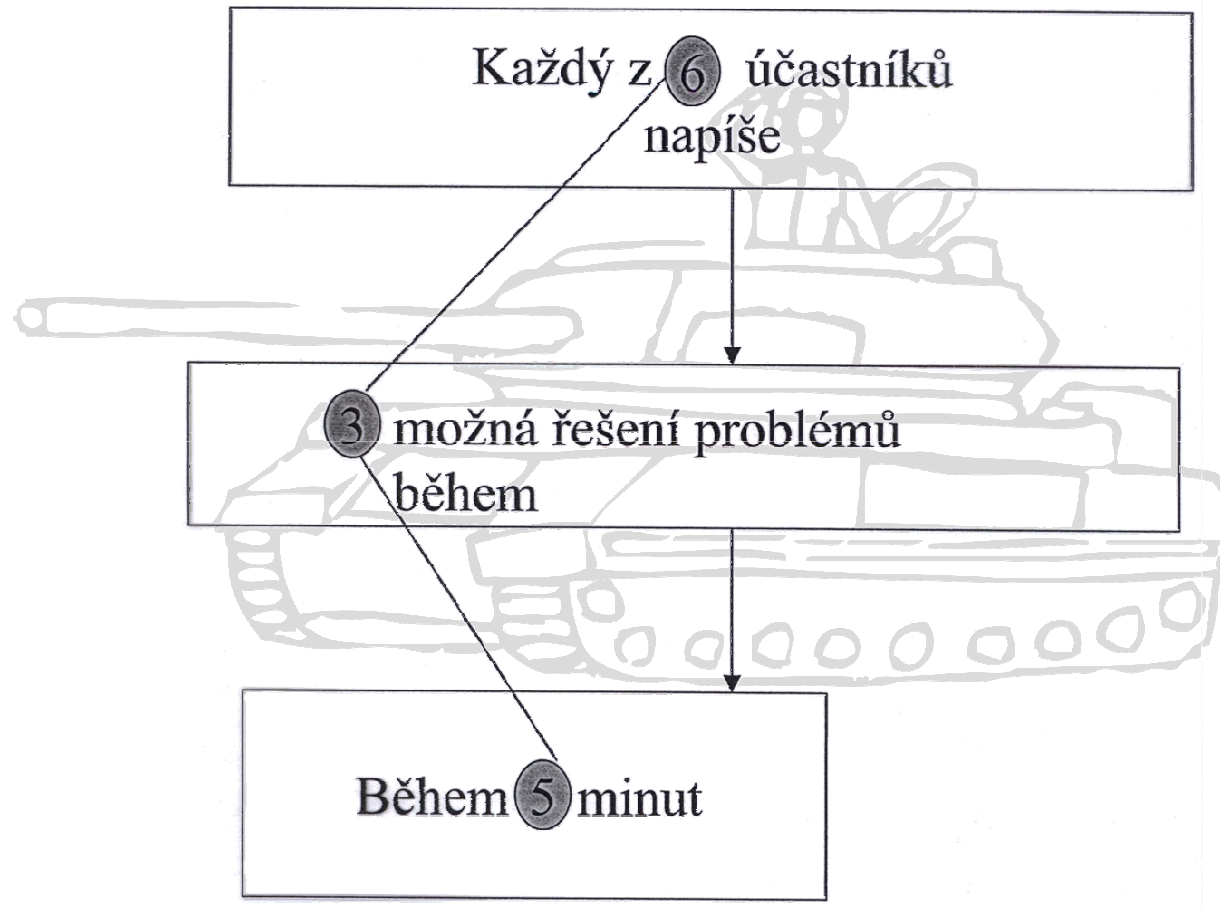 Každý z 6 účastníků
napíše
3 možná řešení problémů
během
Během 5 minut